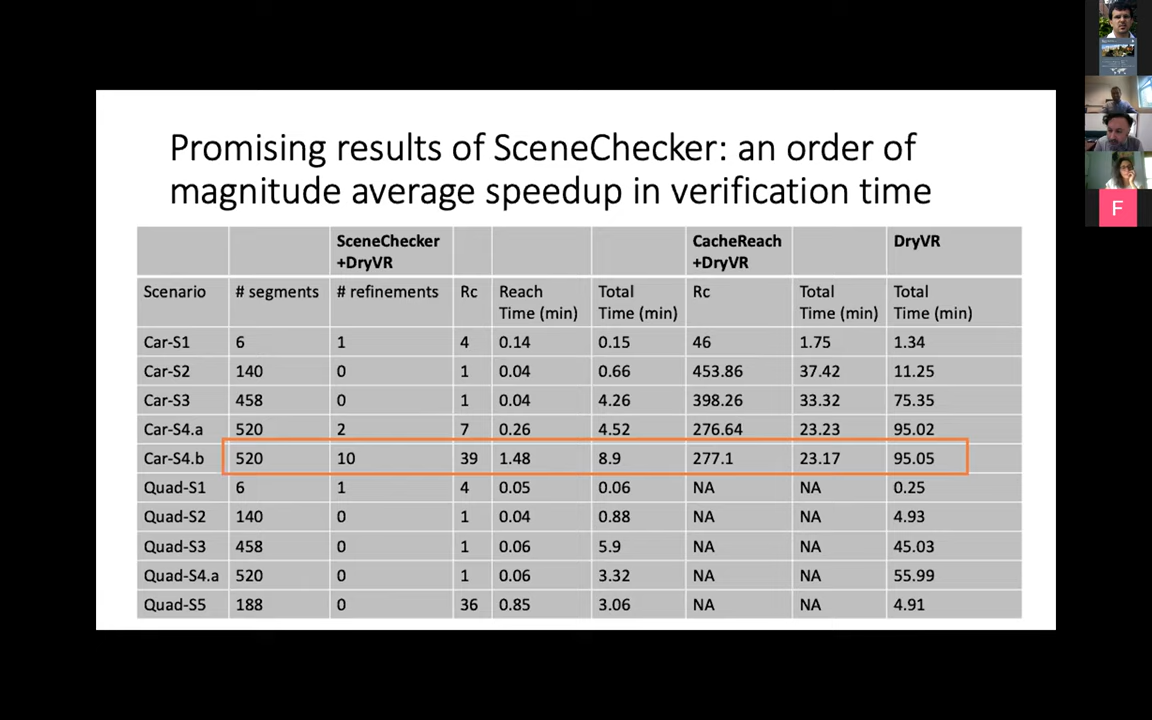 Promising results of SceneChecker: an order of
magnitude average speedup in verification time
SceneChecker +DryVR CacheReach +DryVR DryVR
Scenario # segments # refinements Rc Reach Time (min) Total Time (min) Rc Total Time (min) Total Time (min)
Car-S1 6 1 4 0.14 0.15 46 1.75 1.34
Car-S2 140 0 1 0.04 0.66 453.86 37.42 11.25
Car-S3 458 0 1 0.04 4.26 398.26 33.32 75.35
Car-S4.a 520 2 7 0.26 4.52 276.64 23.23 95.02
Car-S4.b 520 10 39 1.48 8.9 277.1 23.17 95.05
Quad-S1 6 1 4 0.05 0.06 NA NA 0.25
Quad-S2 140 0 1 0.04 0.88 NA NA 4.93
Quad-S3 458 0 1 0.06 5.9 NA NA 45.03
Quad-S4.a 520 0 1 0.06 3.32 NA NA 55.99
Quad-S5 188 0 36 0.85 3.06 NA NA 4.91
F